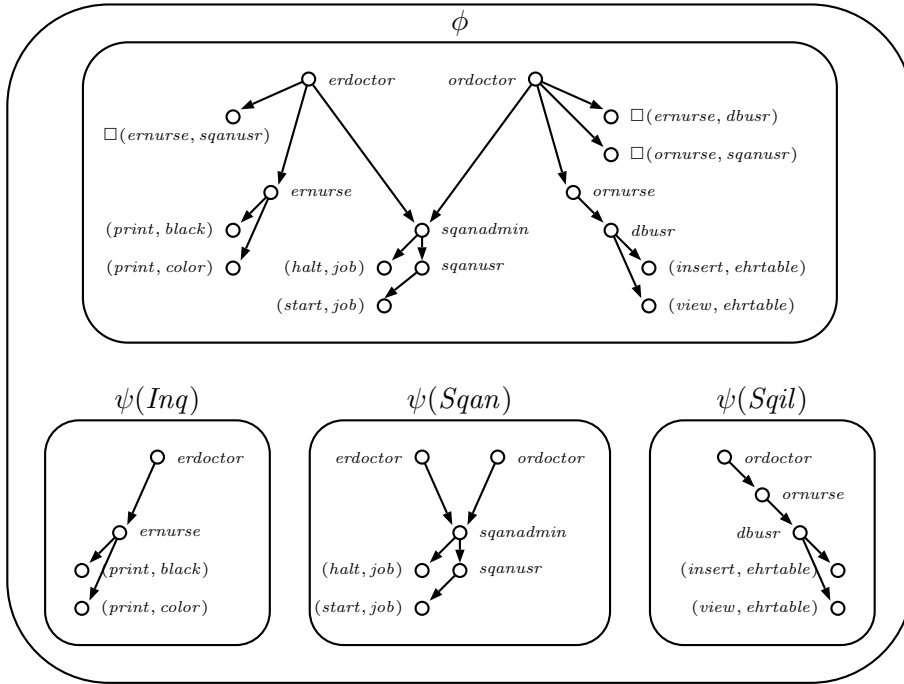 ϕ
erdoctor
ordoctor
□(ernurse, sqanusr)
□(ernurse, dbusr)
□(ornurse, sqanusr)
ernurse
ornurse
(print, black)
sqanadmin
dbusr
(print, color)
(halt, job)
sqanusr
(insert, ehrtable)
(start, job)
(view, ehrtable)
ψ(Inq)
ψ(Sqan)
ψ(Sqil)
erdoctor
erdoctor
ordoctor
ordoctor
ornurse
ernurse
sqanadmin
dbusr
(print, black)
(halt, job)
sqanusr
(insert, ehrtable)
(print, color)
(start, job)
(view, ehrtable)